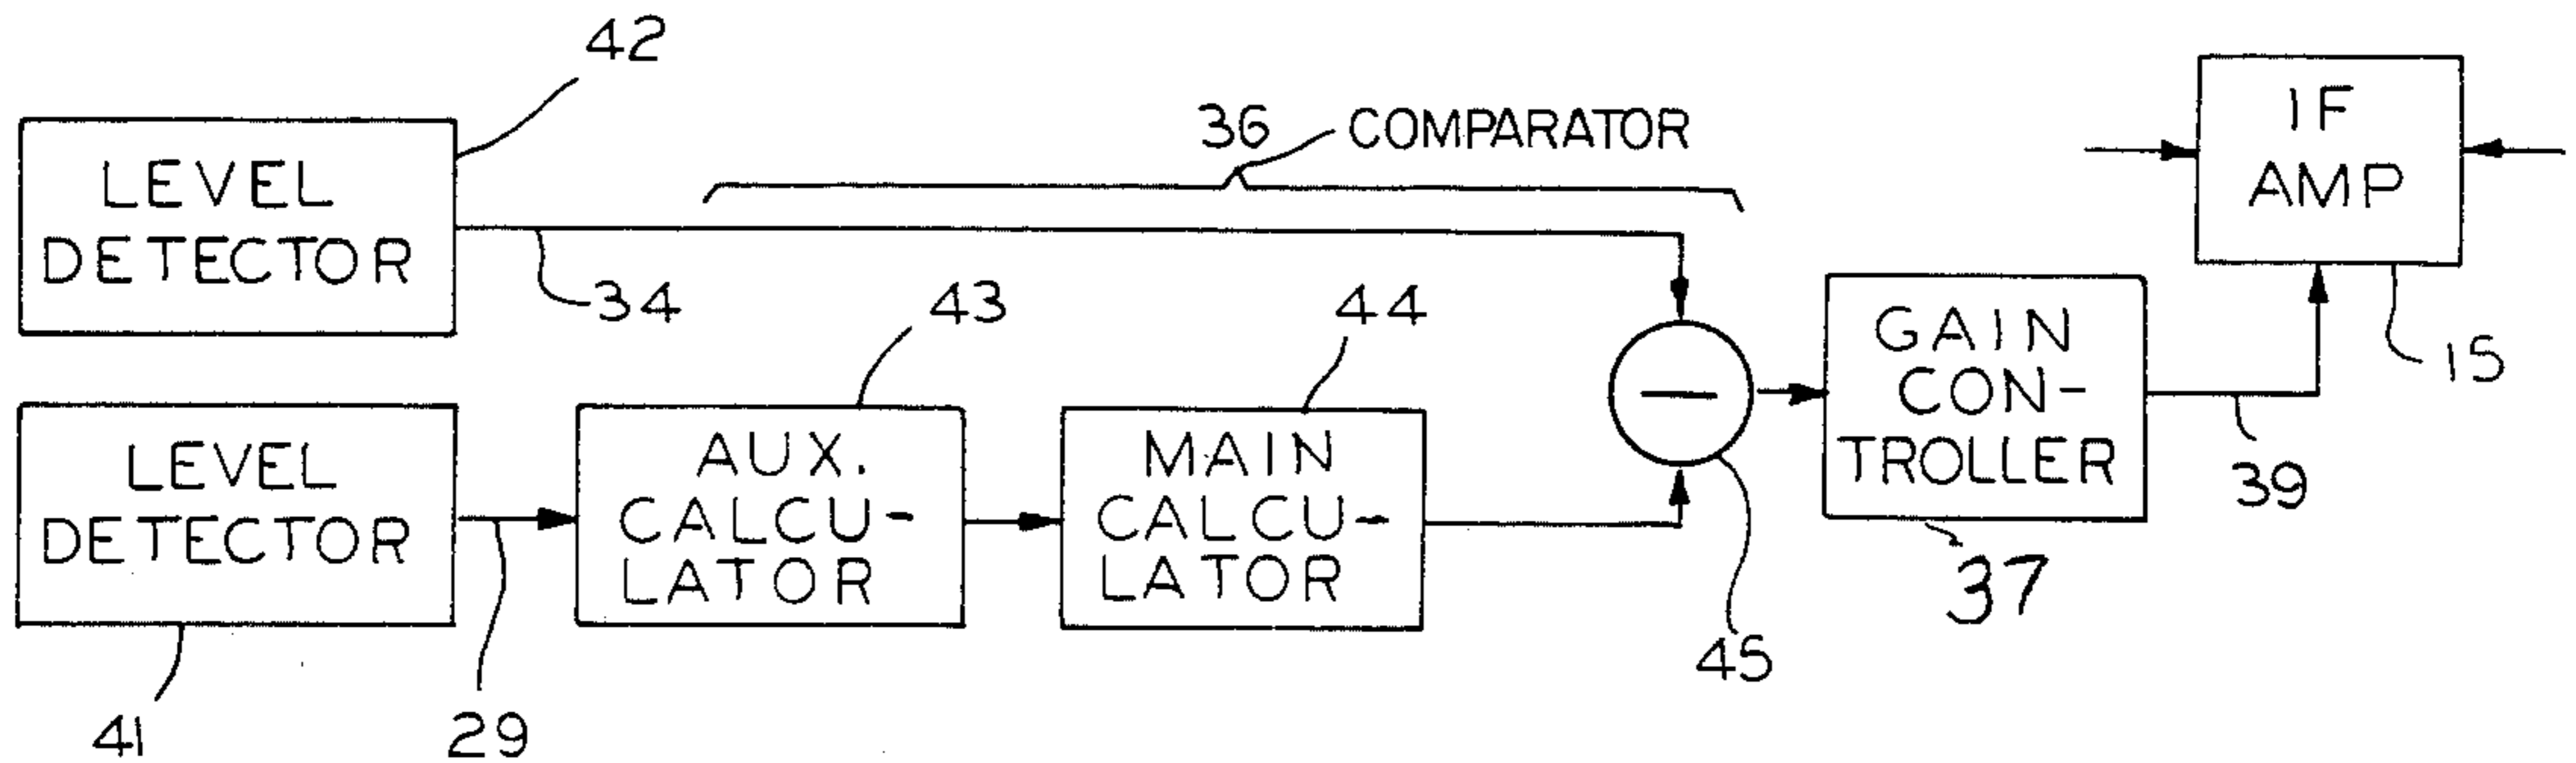 42
LEVEL
DETECTOR
34
36 COMPARATOR
IF
AMP
15
LEVEL
DETECTOR
41
29
43
AUX.
CALCU-
LATOR
44
MAIN
CALCU-
LATOR
—
45
GAIN
CON-
TROLLER
37
39